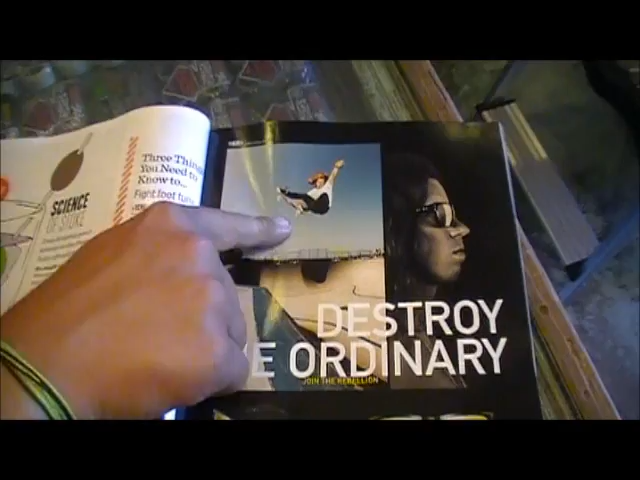 Three Things
You Need to
Know to...
Fight foot fu
SCIENCE
OF STOKE
DESTROY
E ORDINARY
JOIN THE REBELLION